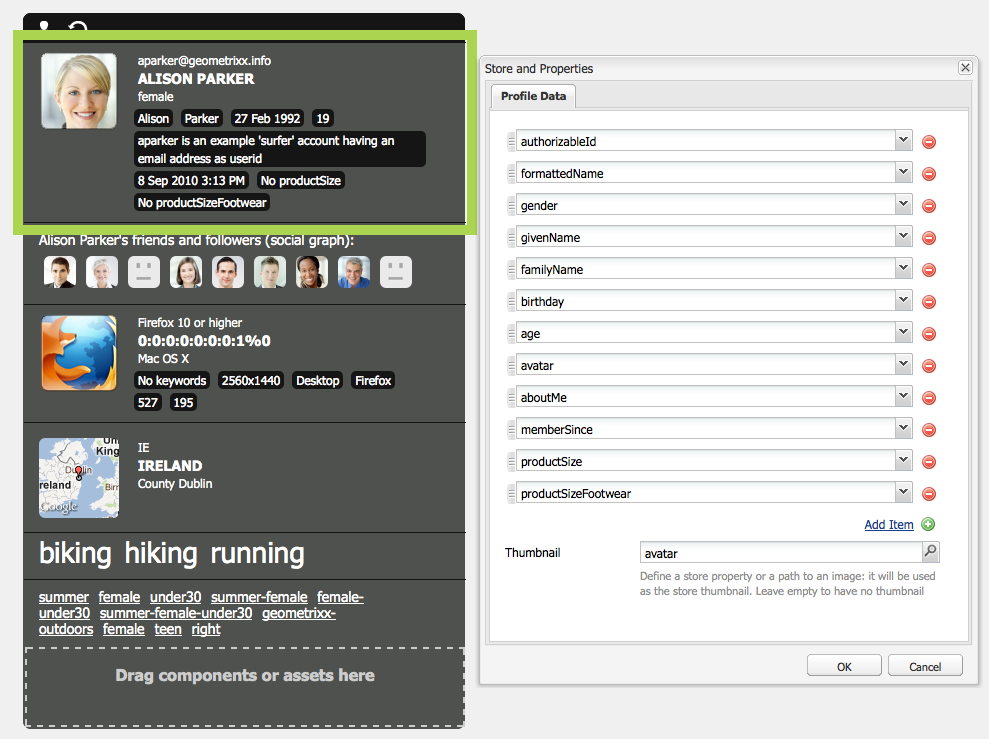 aparker@geometrixx.info
ALISON PARKER
female
Alison Parker 27 Feb 1992 19
aparker is an example 'surfer' account having an
email address as userid
8 Sep 2010 3:13 PM No productSize
No productSizeFootwear
Alison Parker's friends and followers (social graph):
Firefox 10 or higher
0:0:0:0:0:0:0:1%0
Mac OS X
No keywords 2560x1440 Desktop Firefox
527 195
Un
King
Dublin
reland
Birr
Google
IE
IRELAND
County Dublin
biking hiking running
summer female under30 summer-female female-
under30 summer-female-under30 geometrixx-
outdoors female teen right
Drag components or assets here
Store and Properties
Profile Data
authorizableId
formattedName
gender
givenName
familyName
birthday
age
avatar
aboutMe
memberSince
productSize
productSizeFootwear
Add Item
Thumbnail avatar
Define a store property or a path to an image: it will be used
as the store thumbnail. Leave empty to have no thumbnail
OK Cancel